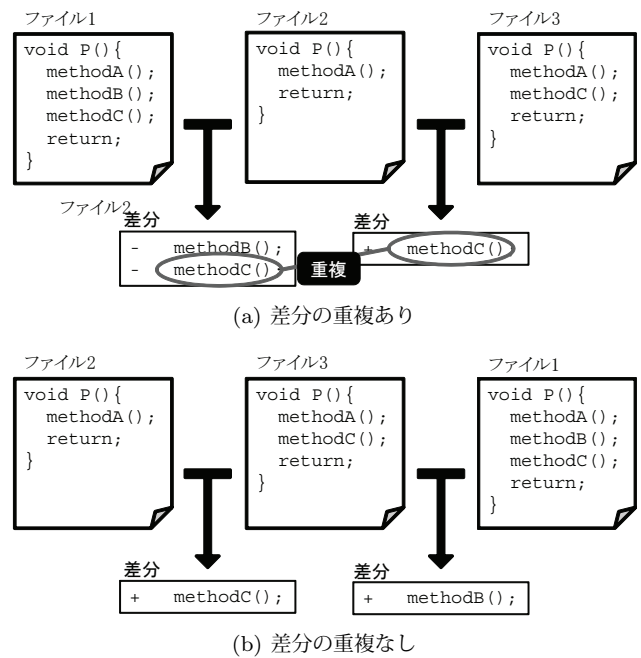 ファイル1
void P(){
methodA();
methodB();
methodC();
return;
}
ファイル2
void P(){
methodA();
return;
}
ファイル3
void P(){
methodA();
methodC();
return;
}
ファイル2
差分
- methodB();
- methodC()
重複
差分
+ methodC()
(a) 差分の重複あり
ファイル2
void P(){
methodA();
return;
}
ファイル3
void P(){
methodA();
methodC();
return;
}
ファイル1
void P(){
methodA();
methodB();
methodC();
return;
}
差分
+ methodC();
差分
+ methodB();
(b) 差分の重複なし